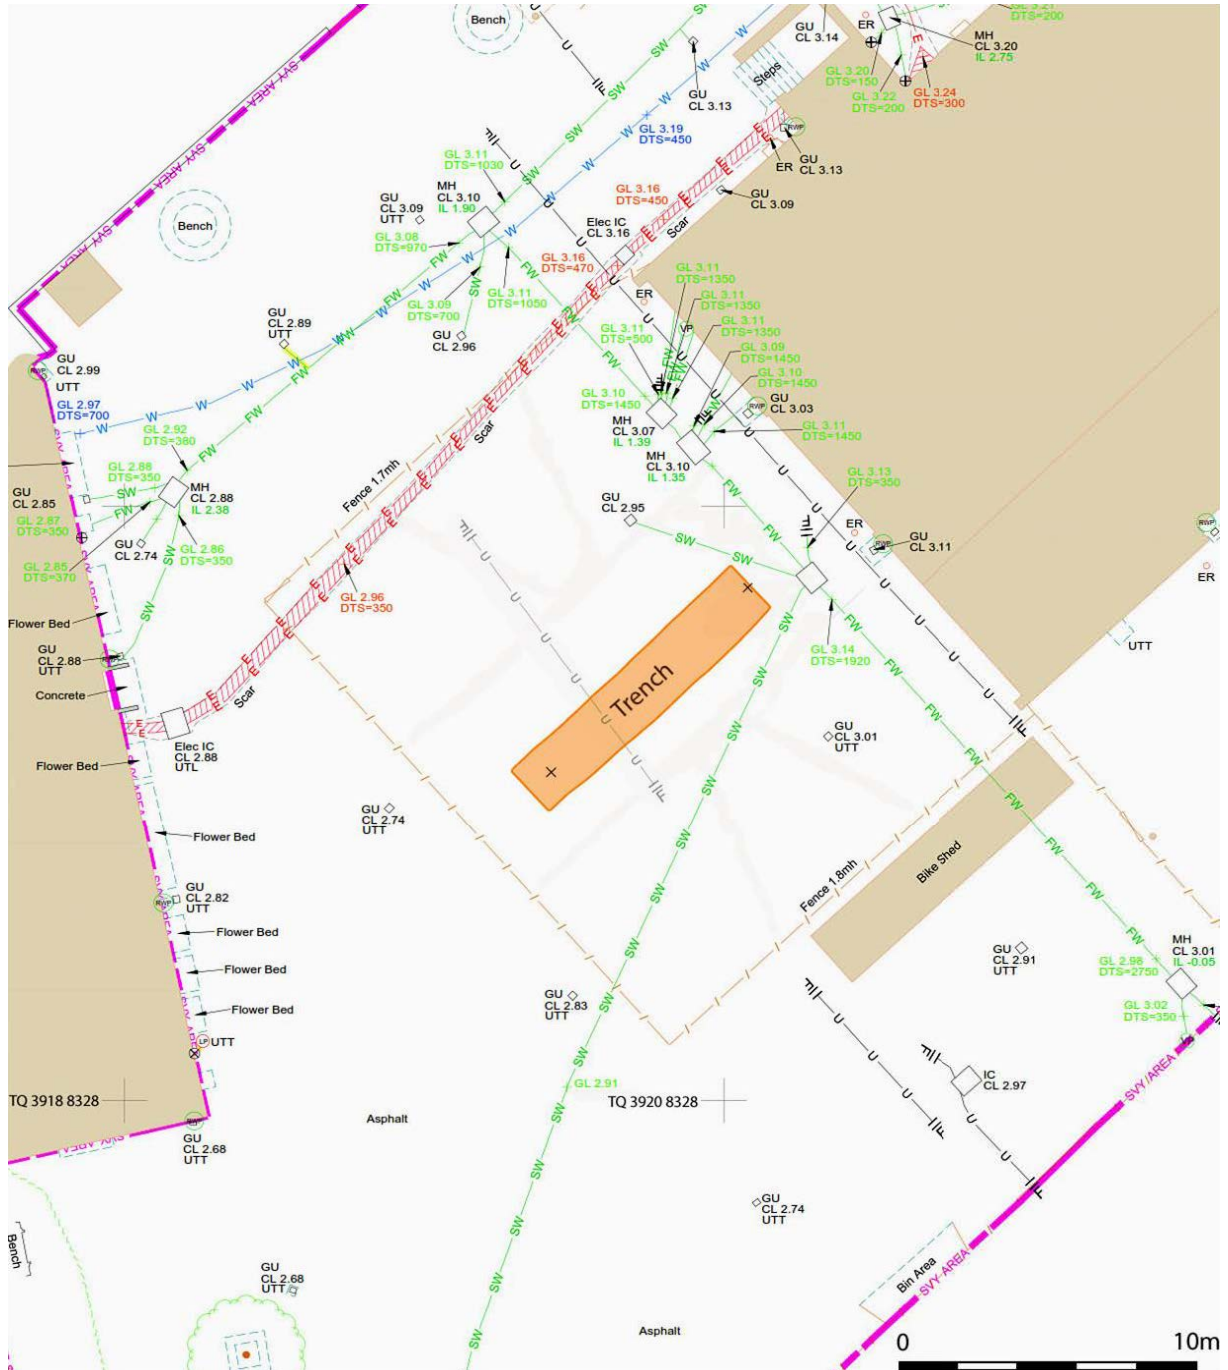 Bench
GU
CL 3.14
ER
MH
CL 3.20
IL 2.75
GL 3.21
DTS=200
GL 3.20
DTS=150
GL 3.22
DTS=200
GL 3.24
DTS=300
Steps
GU
CL 3.13
GL 3.19
DTS=450
RWP
ER
GU
CL 3.13
GL 3.11
DTS=1030
MH
CL 3.10
IL 1.90
GU
CL 3.09
UTT
GL 3.16
DTS=450
GU
CL 3.09
Scar
Elec IC
CL 3.16
Bench
GL 3.08
DTS=970
GL 3.16
DTS=470
GL 3.09
DTS=700
GL 3.11
DTS=1050
GL 3.11
DTS=1350
GL 3.11
DTS=1350
GL 3.11
DTS=1350
ER
VP
GL 3.11
DTS=500
GL 3.09
DTS=1450
GL 3.10
DTS=1450
GU
CL 2.89
UTT
GU
CL 2.96
GU
CL 2.99
UTT
RWP
GL 2.97
DTS=700
GL 3.10
DTS=1450
RWP
GU
CL 3.03
MH
CL 3.07
IL 1.39
GL 3.11
DTS=1450
MH
CL 3.10
IL 1.35
GL 2.92
DTS=380
Scar
GL 2.88
DTS=350
MH
CL 2.88
IL 2.38
GU
CL 2.85
Fence 1.7mh
GL 3.13
DTS=350
GU
CL 2.95
GL 2.87
DTS=350
GU
CL 2.74
GL 2.86
DTS=350
GL 2.85
DTS=370
ER
RWP
GU
CL 3.11
RWP
ER
GL 2.96
DTS=350
Flower Bed
GL 3.14
DTS=1920
UTT
GU
CL 2.88
UTT
Trench
Concrete
Scar
Elec IC
CL 2.88
UTL
GU
CL 3.01
UTT
Flower Bed
GU
CL 2.74
UTT
Flower Bed
Bike Shed
Fence 1.8mh
RWP
GU
CL 2.82
UTT
Flower Bed
Flower Bed
Flower Bed
MH
CL 3.01
IL -0.05
GU
CL 2.91
UTT
GL 2.98
DTS=2750
GU
CL 2.83
UTT
GL 3.02
DTS=350
LP
UTT
IC
CL 2.97
GL 2.91
TQ 3918 8328
TQ 3920 8328
Asphalt
RWP
GU
CL 2.68
UTT
SVY AREA
GU
CL 2.74
UTT
Bench
Bin Area
SVY AREA
GU
CL 2.68
UTT
Asphalt
0 10m